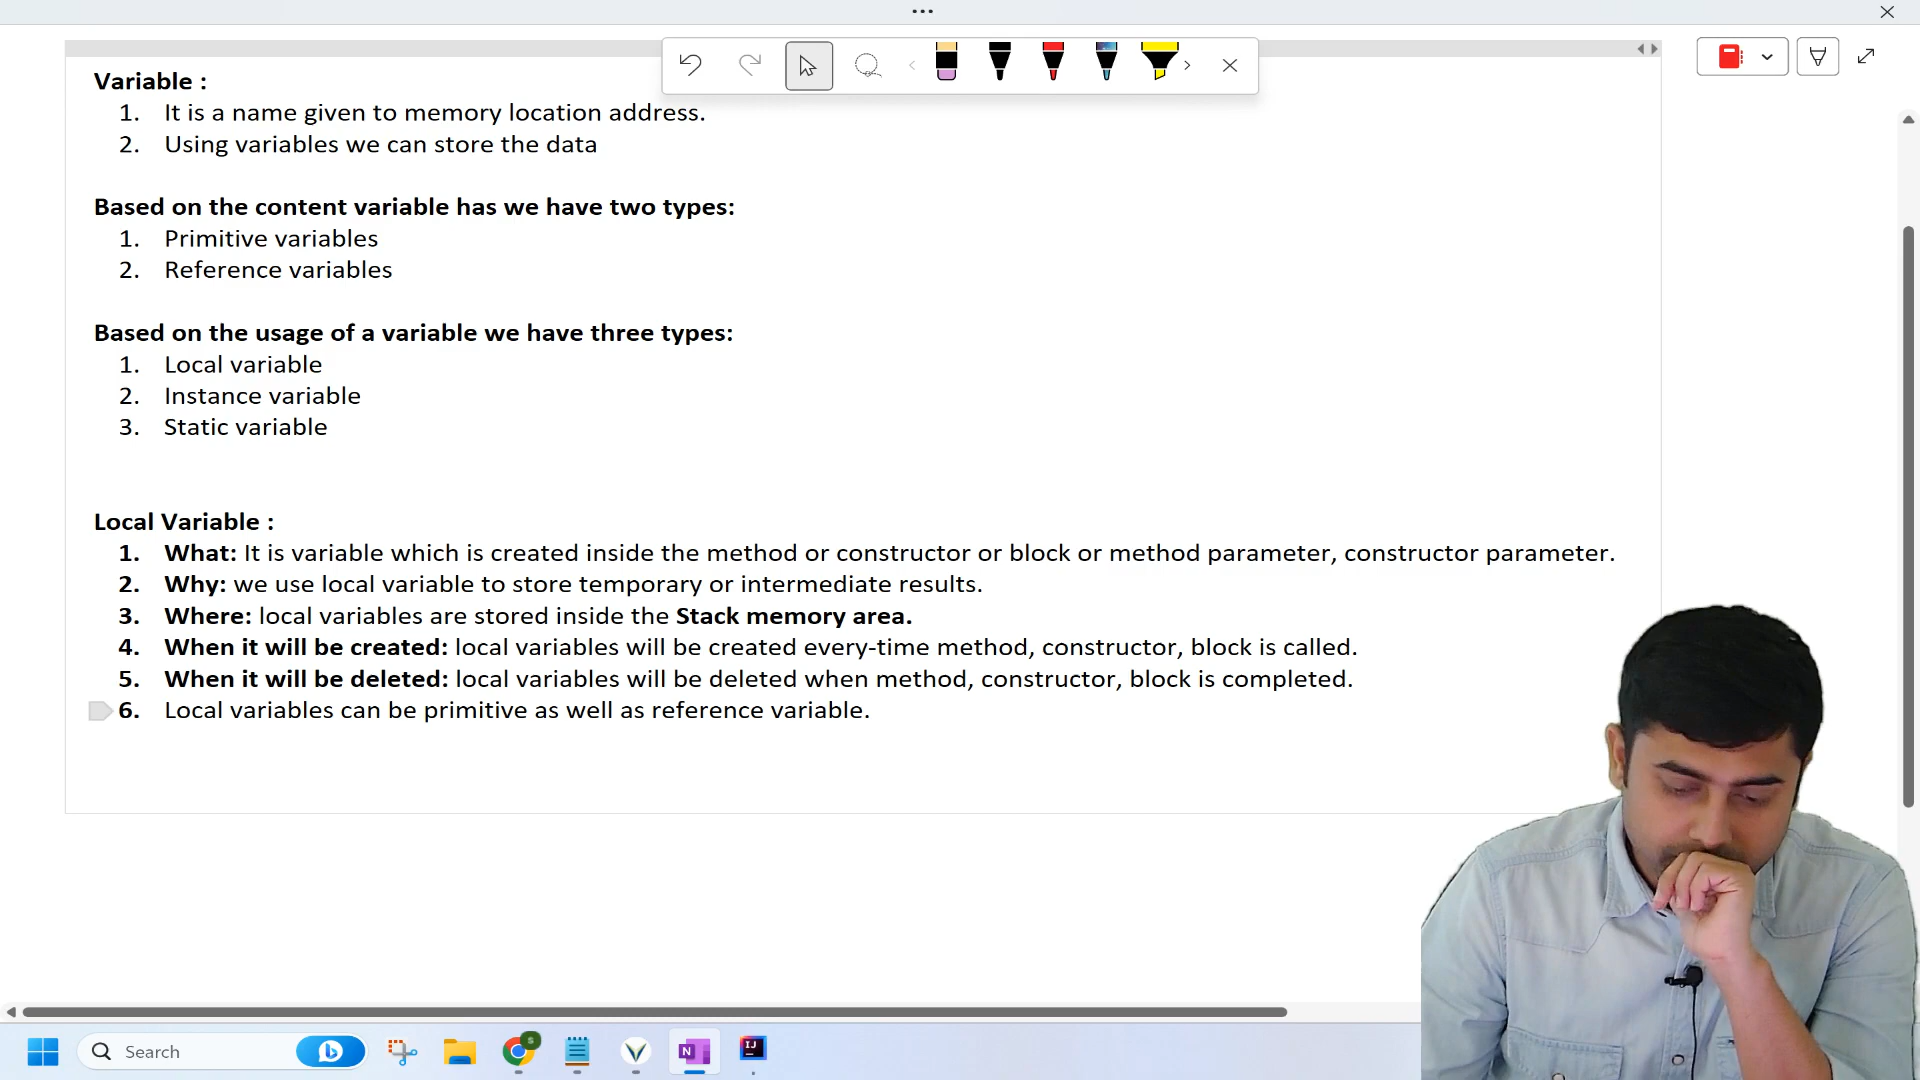 Variable :
1. It is a name given to memory location address.
2. Using variables we can store the data
Based on the content variable has we have two types:
1. Primitive variables
2. Reference variables
Based on the usage of a variable we have three types:
1. Local variable
2. Instance variable
3. Static variable
Local Variable :
1. What: It is variable which is created inside the method or constructor or block or method parameter, constructor parameter.
2. Why: we use local variable to store temporary or intermediate results.
3. Where: local variables are stored inside the Stack memory area.
4. When it will be created: local variables will be created every-time method, constructor, block is called.
5. When it will be deleted: local variables will be deleted when method, constructor, block is completed.
6. Local variables can be primitive as well as reference variable.
Search
S
N
IJ